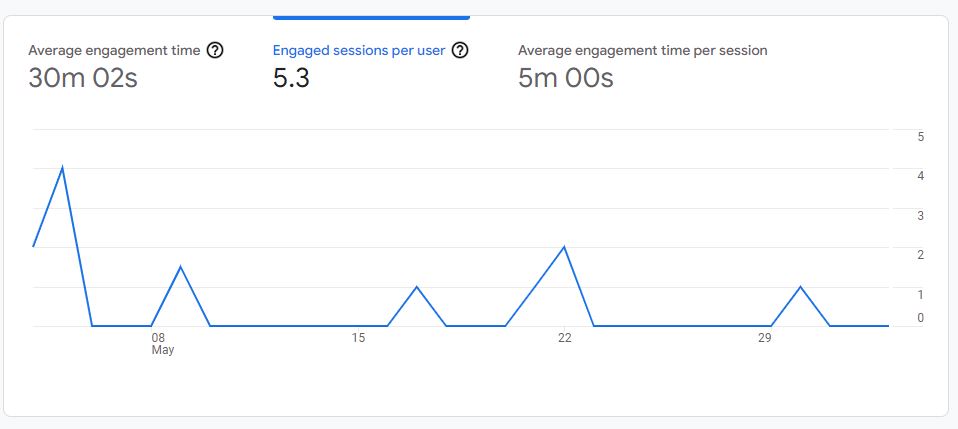 Average engagement time ?
30m 02s
Engaged sessions per user ?
5.3
Average engagement time per session
5m 00s
5
4
3
2
1
0
08
May
15
22
29